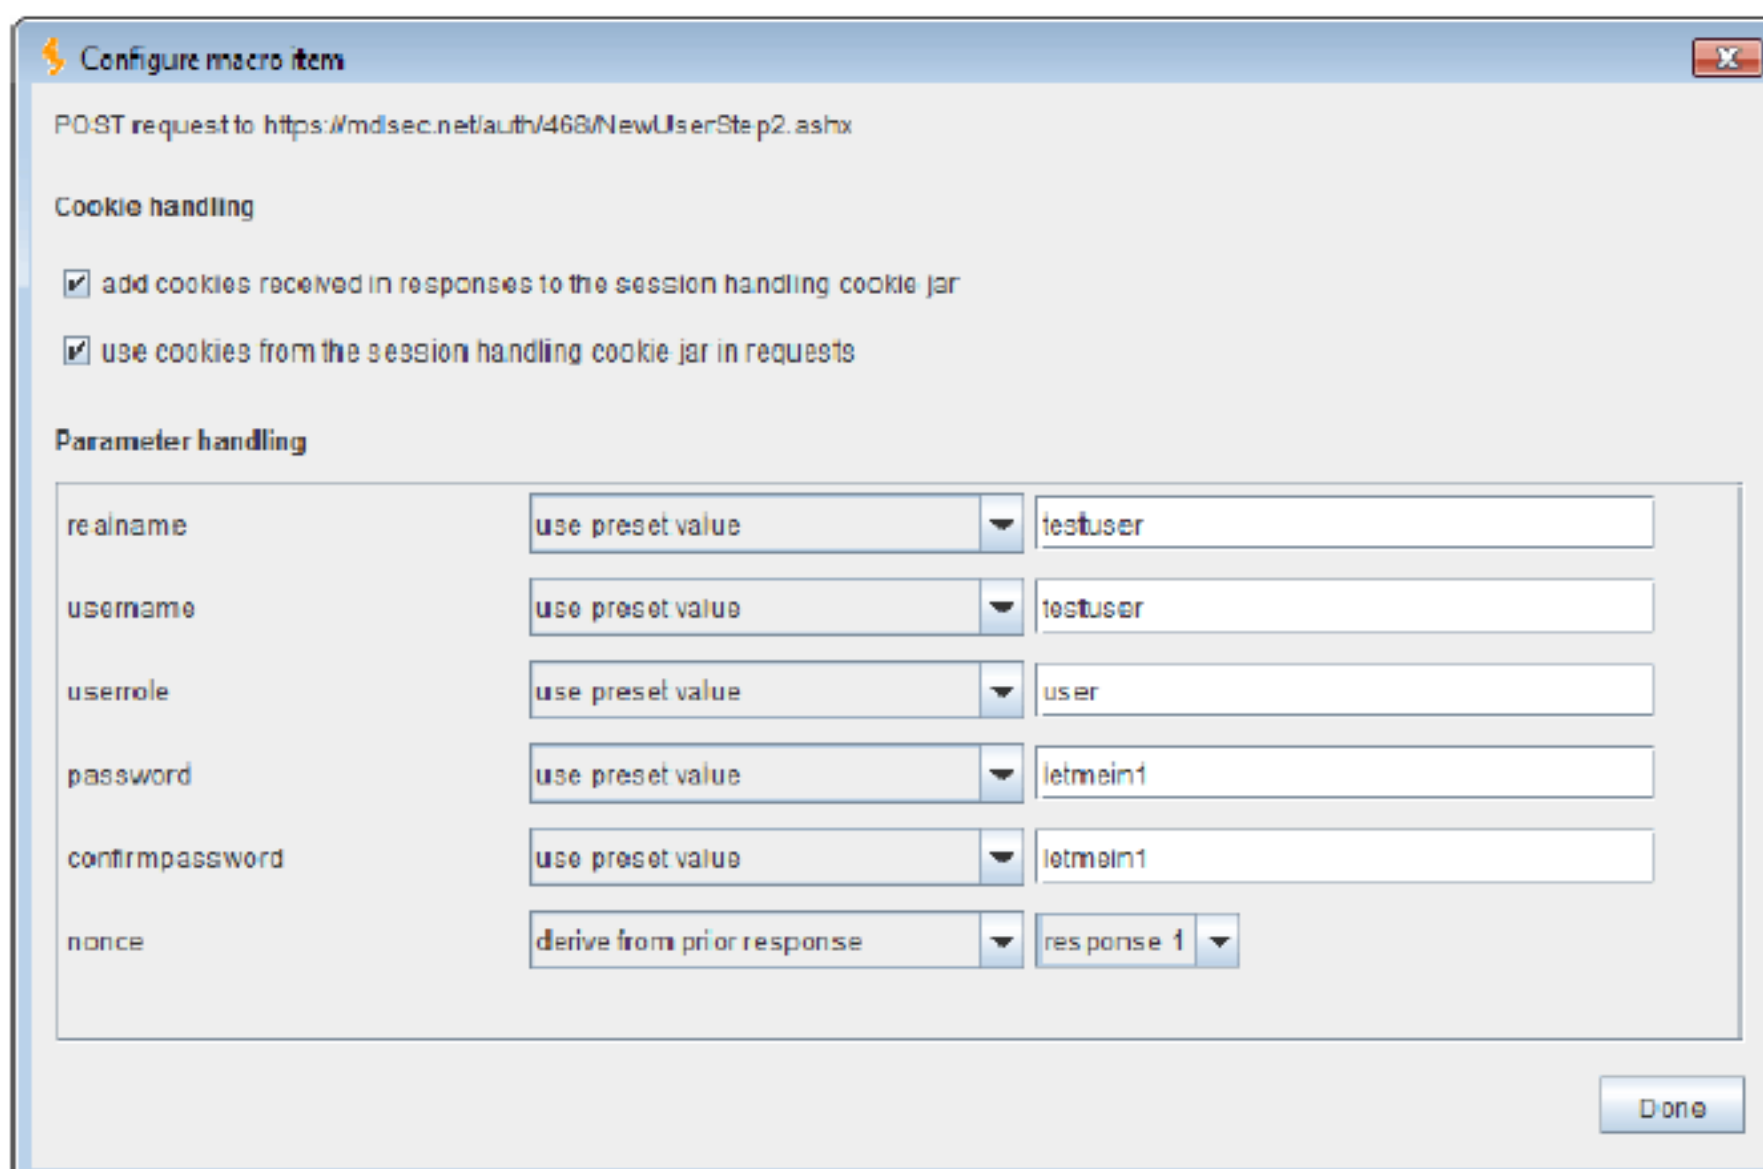 Configure macro item
POST request to https://mdsec.net/auth/468/NewUserStep2.ashx
Cookie handling
add cookies received in responses to the session handling cookie jar
use cookies from the session handling cookie jar in requests
Parameter handling
realname use preset value testuser
username use preset value testuser
userrole use preset value user
password use preset value letmein1
confirmpassword use preset value letmein1
nonce derive from prior response response 1
Done